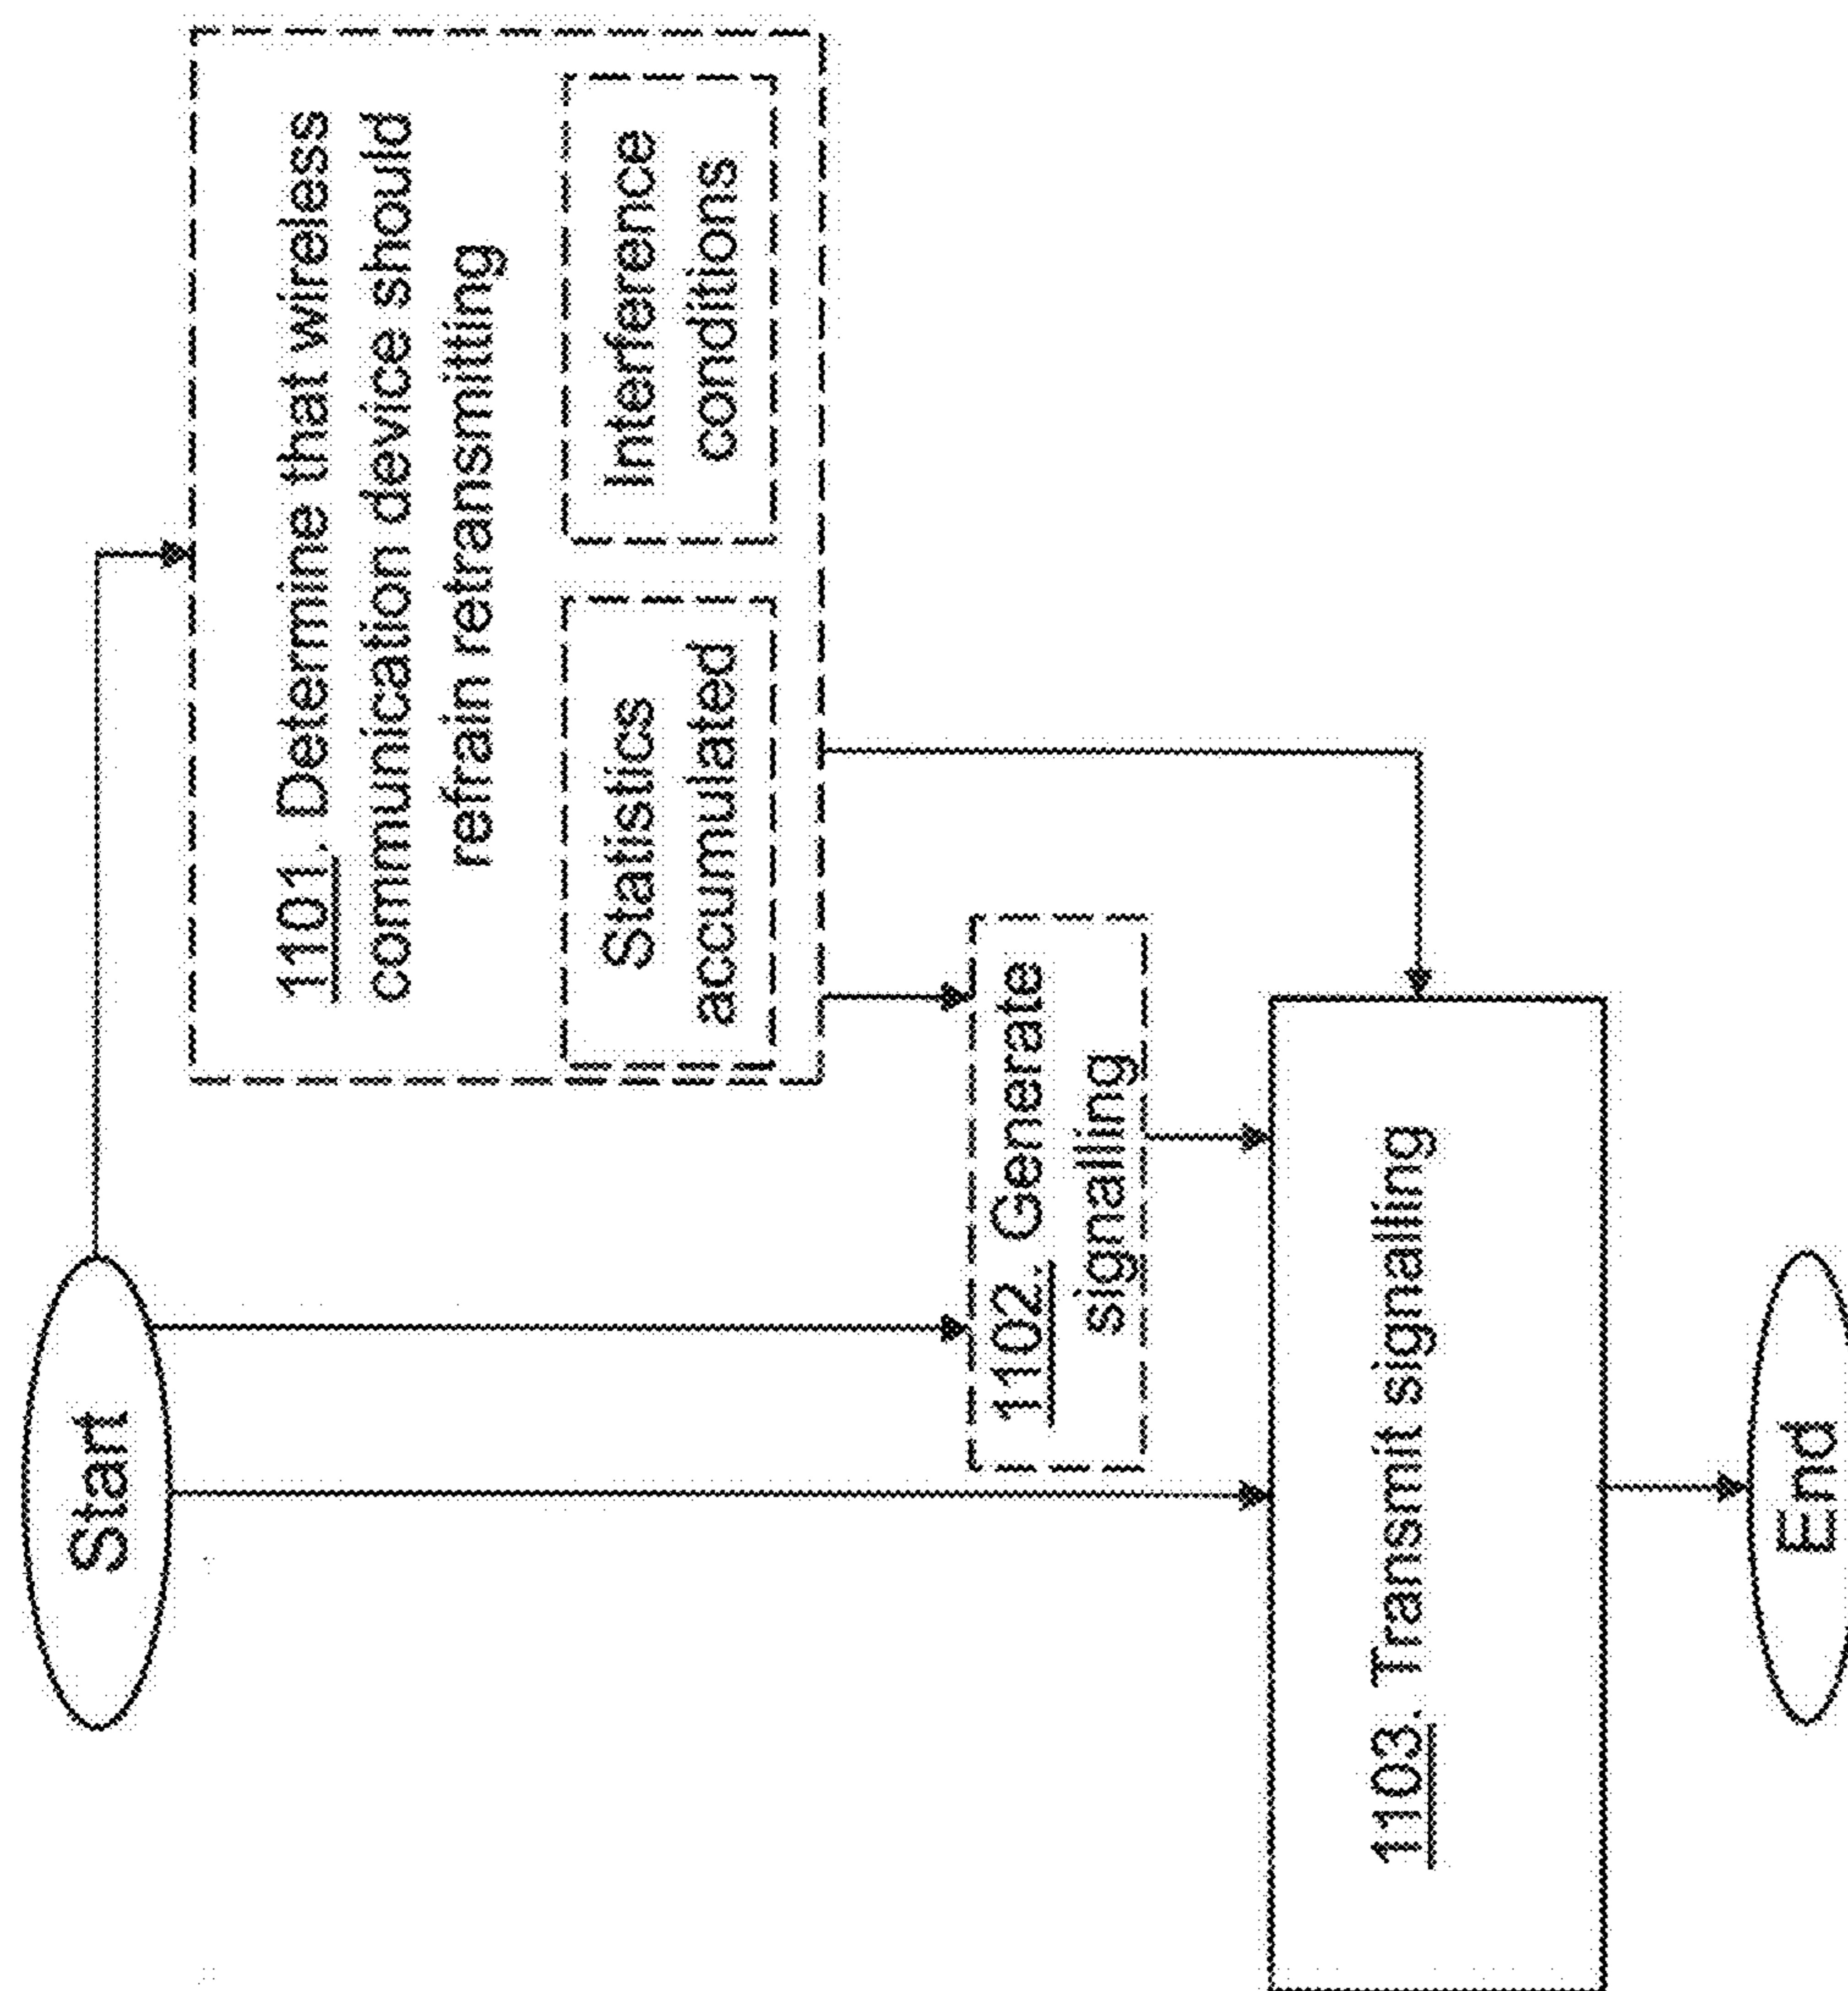 Start
1101. Determine that wireless
communication device should
refrain retransmitting
Statistics
accumulated
Interference
conditions
1102. Generate
signalling
1103. Transmit signalling
End